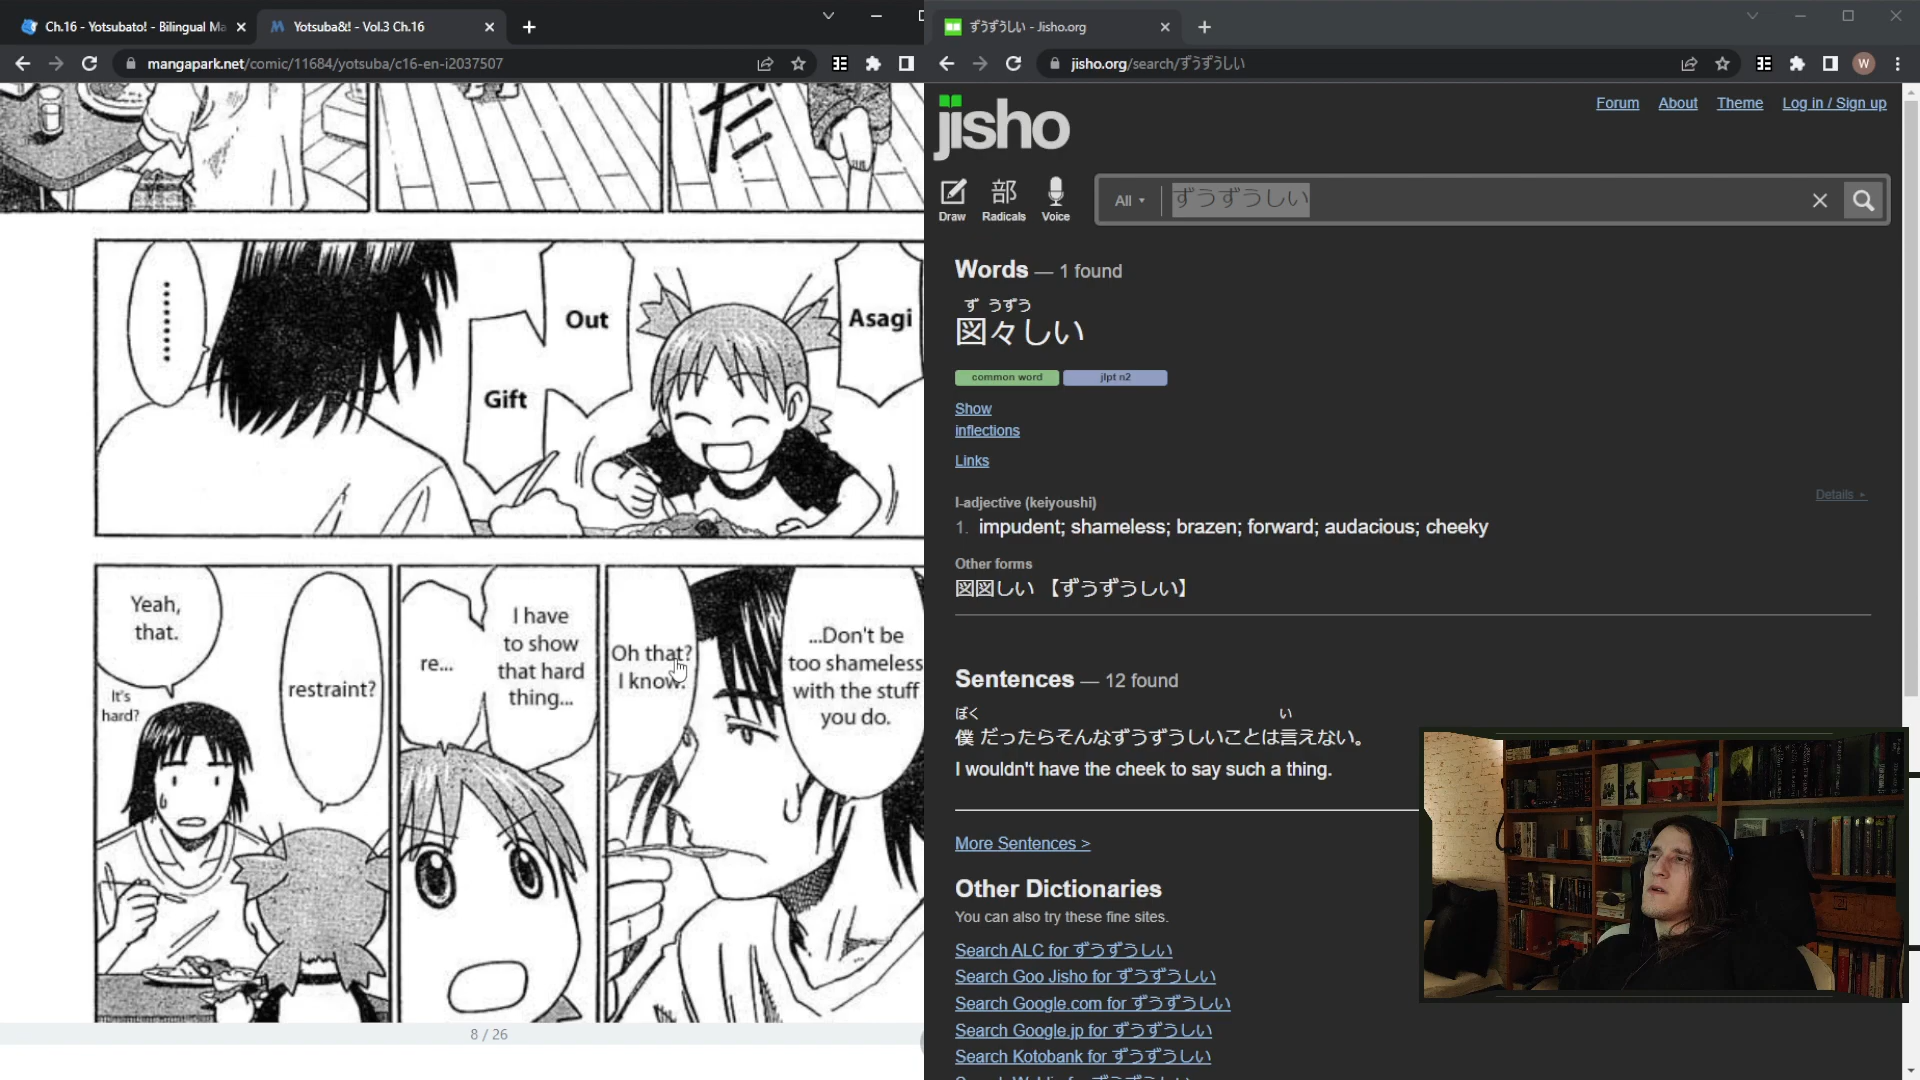 Ch.16 - Yotsubato! - Bilingual Ma
Yotsuba&! - Vol.3 Ch.16
mangapark.net/comic/11684/yotsuba/c16-en-i2037507
Asagi
Out
Gift
...Don't be
too shameless
with the stuff
you do.
Oh that?
I know.
I have
to show
that hard
thing...
re...
restraint?
Yeah,
that.
It's
hard?
8 / 26
ずうずうしい - Jisho.org
jisho.org/search/ずうずうしい
W
Forum About Theme Log in / Sign up
jisho
Draw
部
Radicals
Voice
All
ずうずうしい
Words — 1 found
ず うずう
図々しい
common word
jlpt n2
Show
inflections
Links
Details
I-adjective (keiyoushi)
1. impudent; shameless; brazen; forward; audacious; cheeky
Other forms
図図しい 【ずうずうしい】
Sentences — 12 found
ぼく い
僕 だったらそんなずうずうしいことは言えない。
I wouldn't have the cheek to say such a thing.
More Sentences >
Other Dictionaries
You can also try these fine sites.
Search ALC for ずうずうしい
Search Goo Jisho for ずうずうしい
Search Google.com for ずうずうしい
Search Google.jp for ずうずうしい
Search Kotobank for ずうずうしい